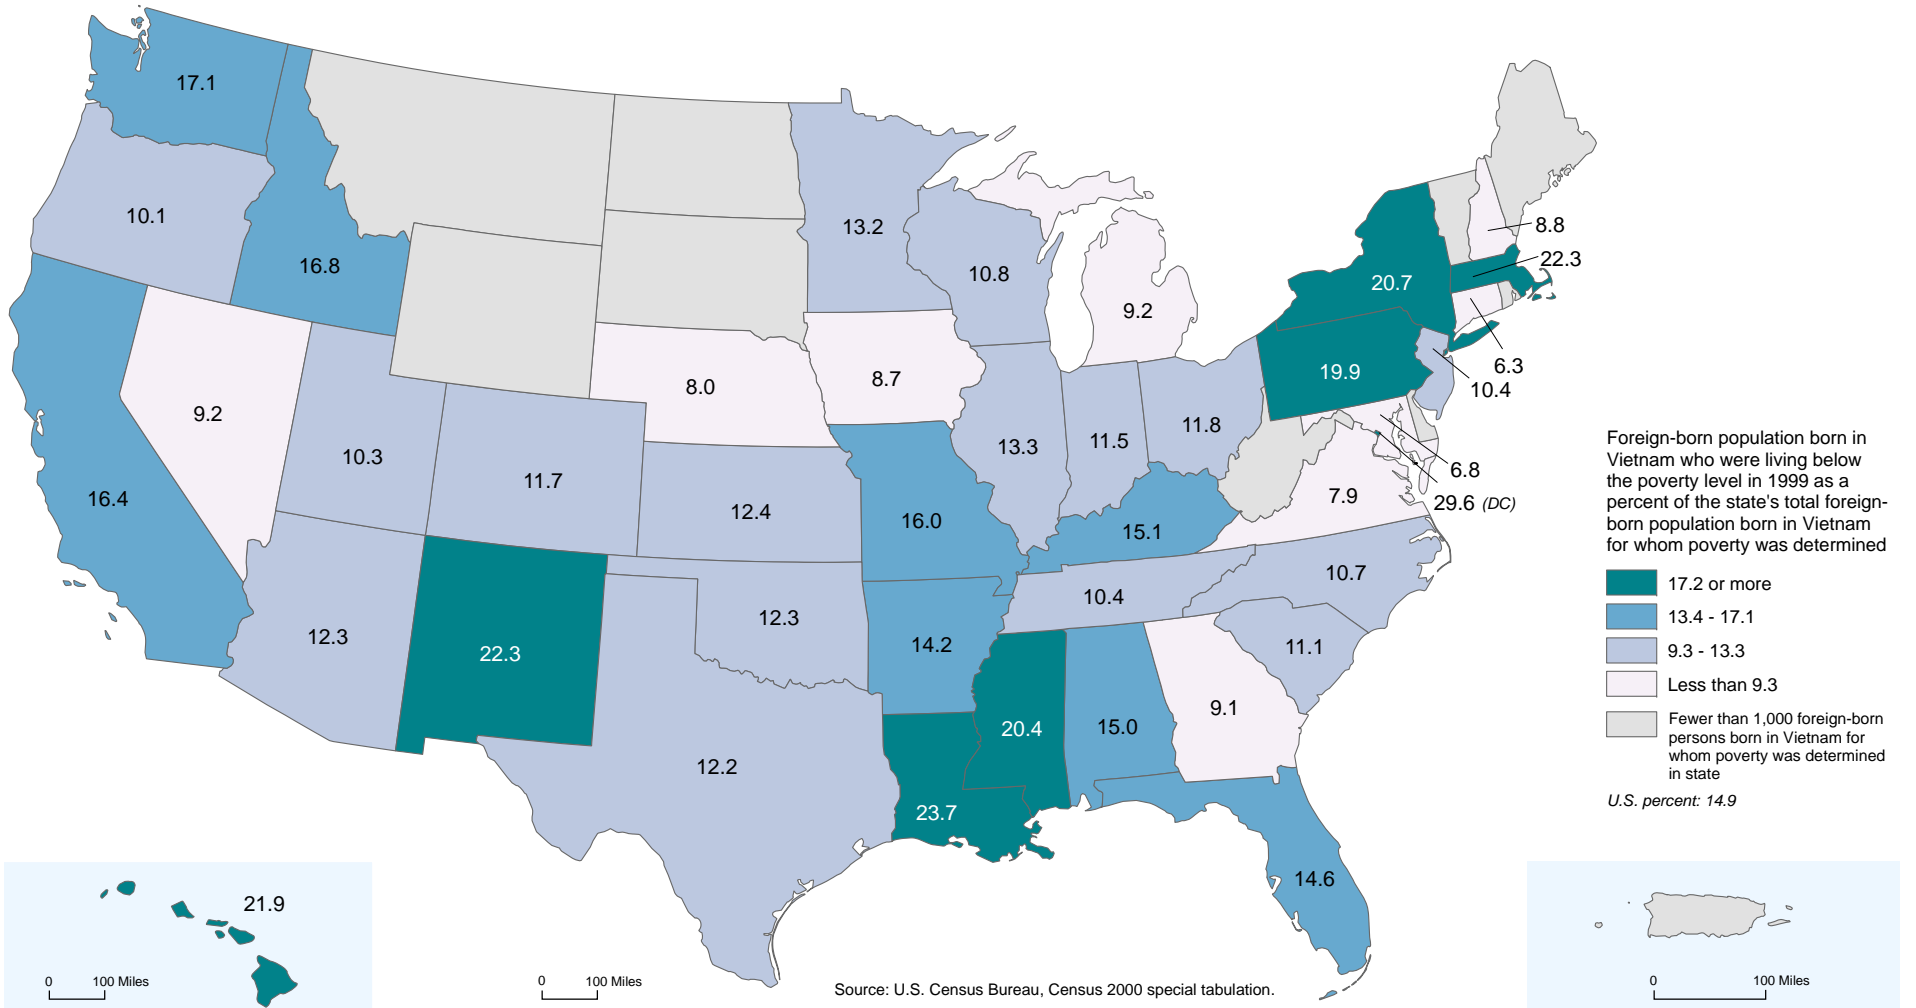 17.1
10.1
16.8
13.2
10.8
9.2
8.8
22.3
20.7
6.3
10.4
19.9
8.0
8.7
9.2
10.3
11.7
13.3
11.5
11.8
6.8
29.6 (DC)
16.4
12.4
16.0
15.1
7.9
10.7
10.4
12.3
22.3
12.3
14.2
11.1
20.4
15.0
9.1
12.2
23.7
14.6
21.9
Foreign-born population born in
Vietnam who were living below
the poverty level in 1999 as a
percent of the state's total foreign-
born population born in Vietnam
for whom poverty was determined
17.2 or more
13.4 - 17.1
9.3 - 13.3
Less than 9.3
Fewer than 1,000 foreign-born
persons born in Vietnam for
whom poverty was determined
in state
U.S. percent: 14.9
0 100 Miles
0 100 Miles
Source: U.S. Census Bureau, Census 2000 special tabulation.
0 100 Miles